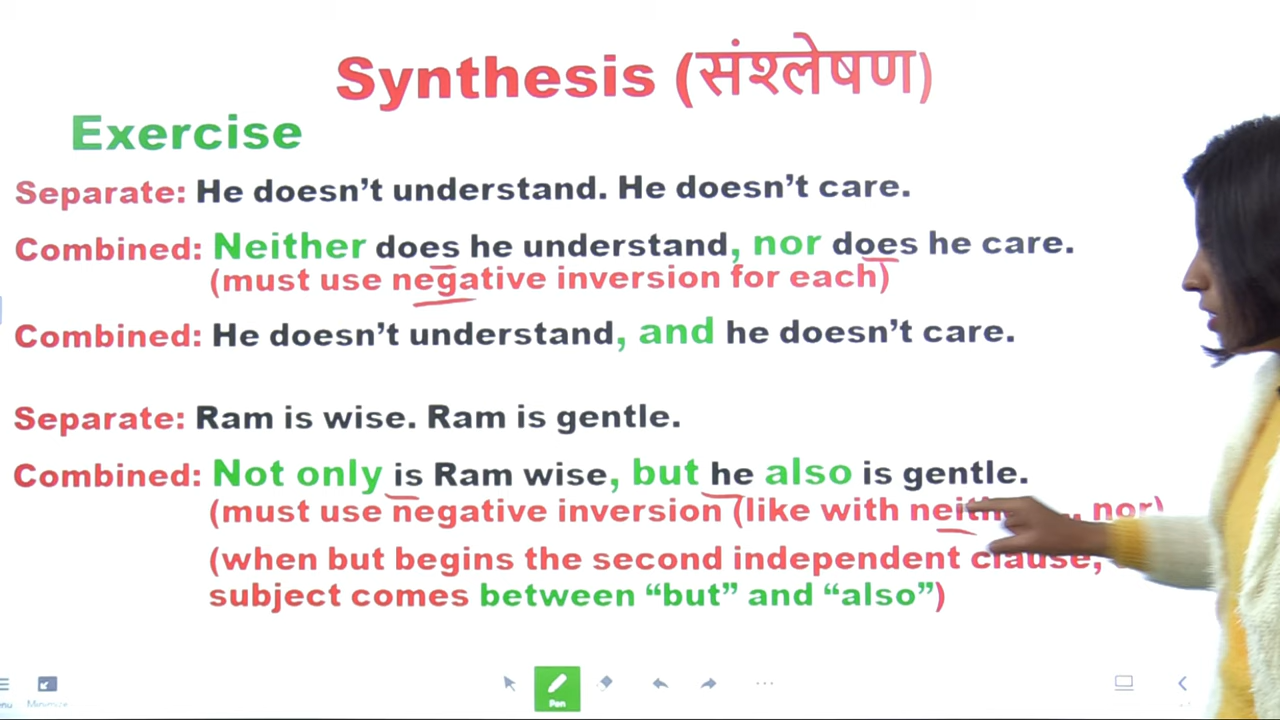 Synthesis (संश्लेषण)
Exercise
Separate: He doesn't understand. He doesn't care.
Combined: Neither does he understand, nor does he care.
(must use negative inversion for each)
Combined: He doesn't understand, and he doesn't care.
Separate: Ram is wise. Ram is gentle.
Combined: Not only is Ram wise, but he also is gentle.
(must use negative inversion (like with nor)
(when but begins the second independent clause,
subject comes between “but” and “also”)
Minimize
Pen